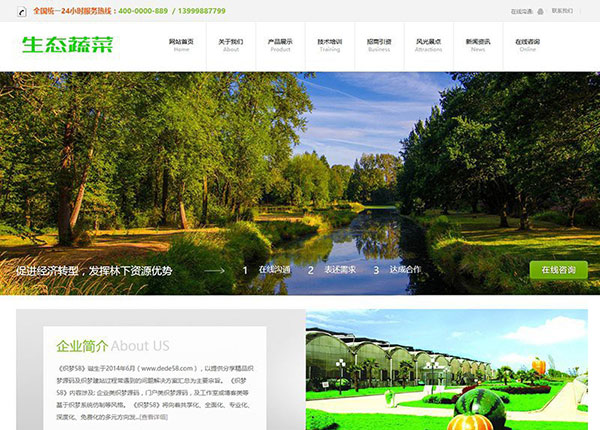 全国统一24小时服务热线：400-0000-889 / 13999887799
在线沟通: 联系我们
生态蔬菜
网站首页 关于我们 产品展示 技术培训 招商引资 风光景点 新闻资讯 在线咨询
Home About Product Training Business Attractions News Online
促进经济转型，发挥林下资源优势 1 在线沟通 2 表述需求 3 达成合作 在线咨询
企业简介 About US
《织梦58》诞生于2014年6月（ www.dede58.com ），以提供分享精品织
梦源码及织梦建站过程常遇到的问题解决方案汇总为主要宗旨。 《织
梦58》内容涉及: 企业类织梦源码，门户类织梦源码，及工作室或博客类等
基于织梦系统仿制等风格。 《织梦58》将向着共享化、全面化、专业化、
深度化、免费化的多元方向发...[查看详细]